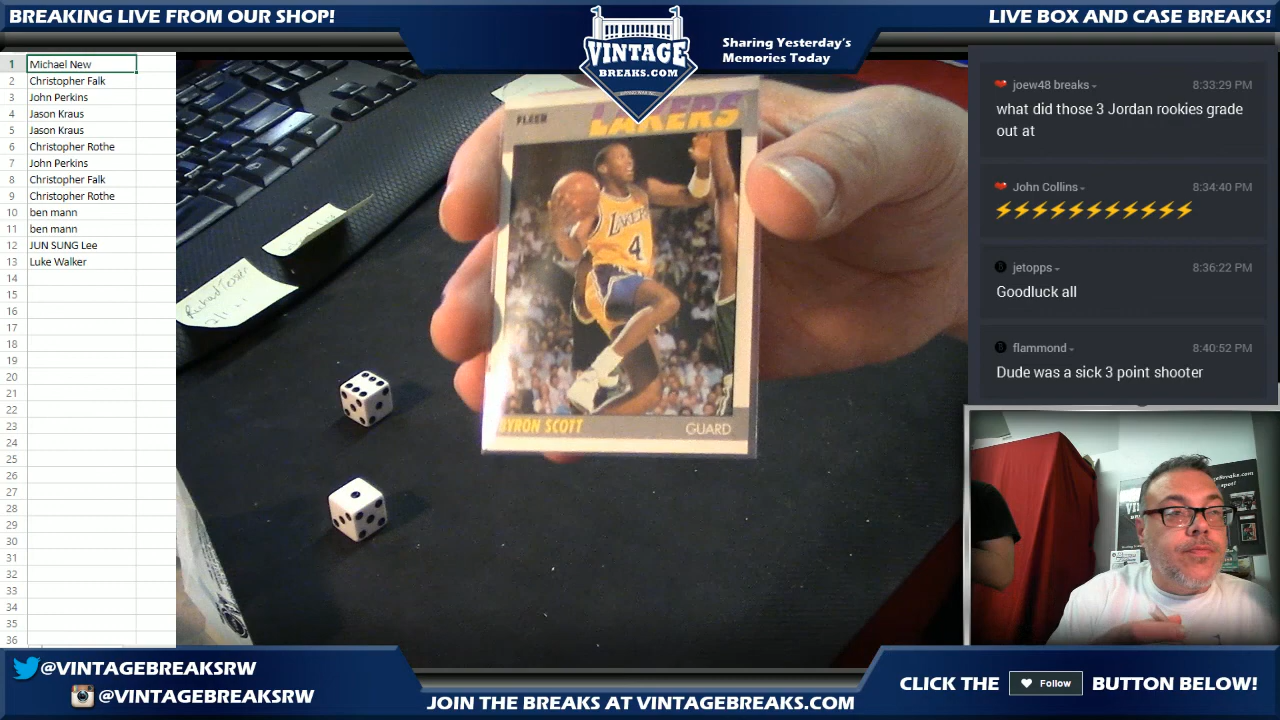 BREAKING LIVE FROM OUR SHOP!
VINTAGE
BREAKS.COM
Sharing Yesterday's
Memories Today
LIVE BOX AND CASE BREAKS!
1 Michael New
2 Christopher Falk
3 John Perkins
4 Jason Kraus
5 Jason Kraus
6 Christopher Rothe
7 John Perkins
8 Christopher Falk
9 Christopher Rothe
10 ben mann
11 ben mann
12 JUN SUNG Lee
13 Luke Walker
14
15
16
17
18
19
20
21
22
23
24
25
26
27
28
29
30
31
32
33
34
35
36
FLEER
LAKERS
LAKERS
4
BYRON SCOTT
GUARD
joew48 breaks 8:33:29 PM
what did those 3 Jordan rookies grade
out at
John Collins 8:34:40 PM
⚡⚡⚡⚡⚡⚡⚡⚡⚡⚡⚡
jetopps 8:36:22 PM
Goodluck all
flammond 8:40:52 PM
Dude was a sick 3 point shooter
@VINTAGEBREAKSRW
@VINTAGEBREAKSRW
JOIN THE BREAKS AT VINTAGEBREAKS.COM
CLICK THE Follow BUTTON BELOW!